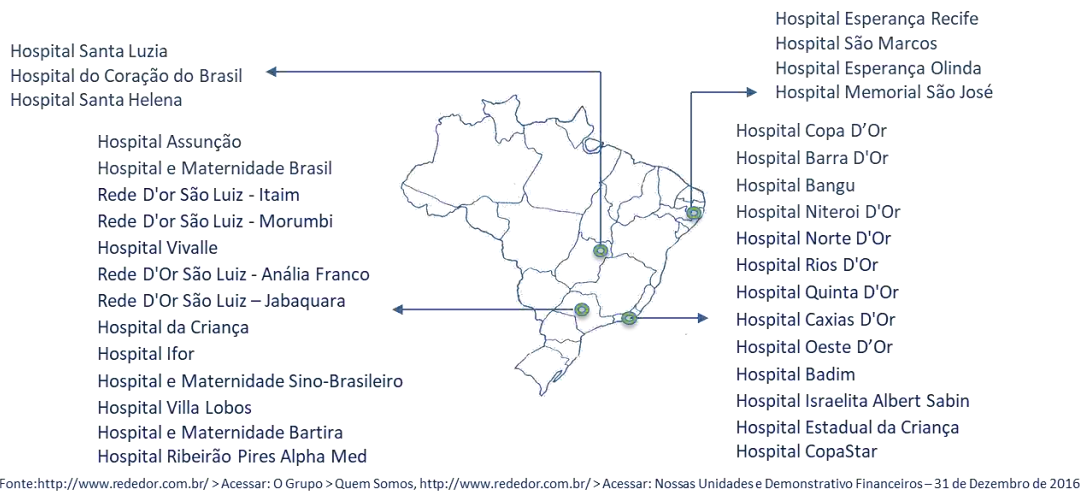 Hospital Santa Luzia
Hospital do Coração do Brasil
Hospital Santa Helena
Hospital Esperança Recife
Hospital São Marcos
Hospital Esperança Olinda
Hospital Memorial São José
Hospital Assunção
Hospital e Maternidade Brasil
Rede D'or São Luiz - Itaim
Rede D'or São Luiz - Morumbi
Hospital Vivalle
Rede D'Or São Luiz - Anália Franco
Rede D'Or São Luiz – Jabaquara
Hospital da Criança
Hospital Ifor
Hospital e Maternidade Sino-Brasileiro
Hospital Villa Lobos
Hospital e Maternidade Bartira
Hospital Ribeirão Pires Alpha Med
Hospital Copa D’Or
Hospital Barra D'Or
Hospital Bangu
Hospital Niteroi D'Or
Hospital Norte D'Or
Hospital Rios D'Or
Hospital Quinta D'Or
Hospital Caxias D'Or
Hospital Oeste D’Or
Hospital Badim
Hospital Israelita Albert Sabin
Hospital Estadual da Criança
Hospital CopaStar
Fonte:http://www.rededor.com.br/ > Acessar: O Grupo > Quem Somos, http://www.rededor.com.br/ > Acessar: Nossas Unidades e Demonstrativo Financeiros – 31 de Dezembro de 2016